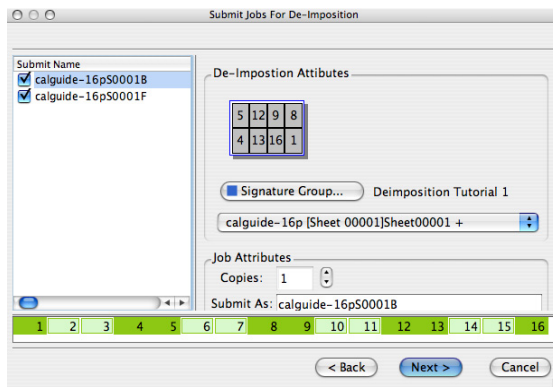 Submit Jobs For De-Imposition
Submit Name
calguide-16pS0001B
calguide-16pS0001F
De-Impostion Attibutes
5 12 9 8
4 13 16 1
Signature Group... Deimposition Tutorial 1
calguide-16p [Sheet 00001]Sheet00001 +
Job Attributes
Copies: 1
Submit As: calguide-16pS0001B
1 2 3 4 5 6 7 8 9 10 11 12 13 14 15 16
< Back Next > Cancel